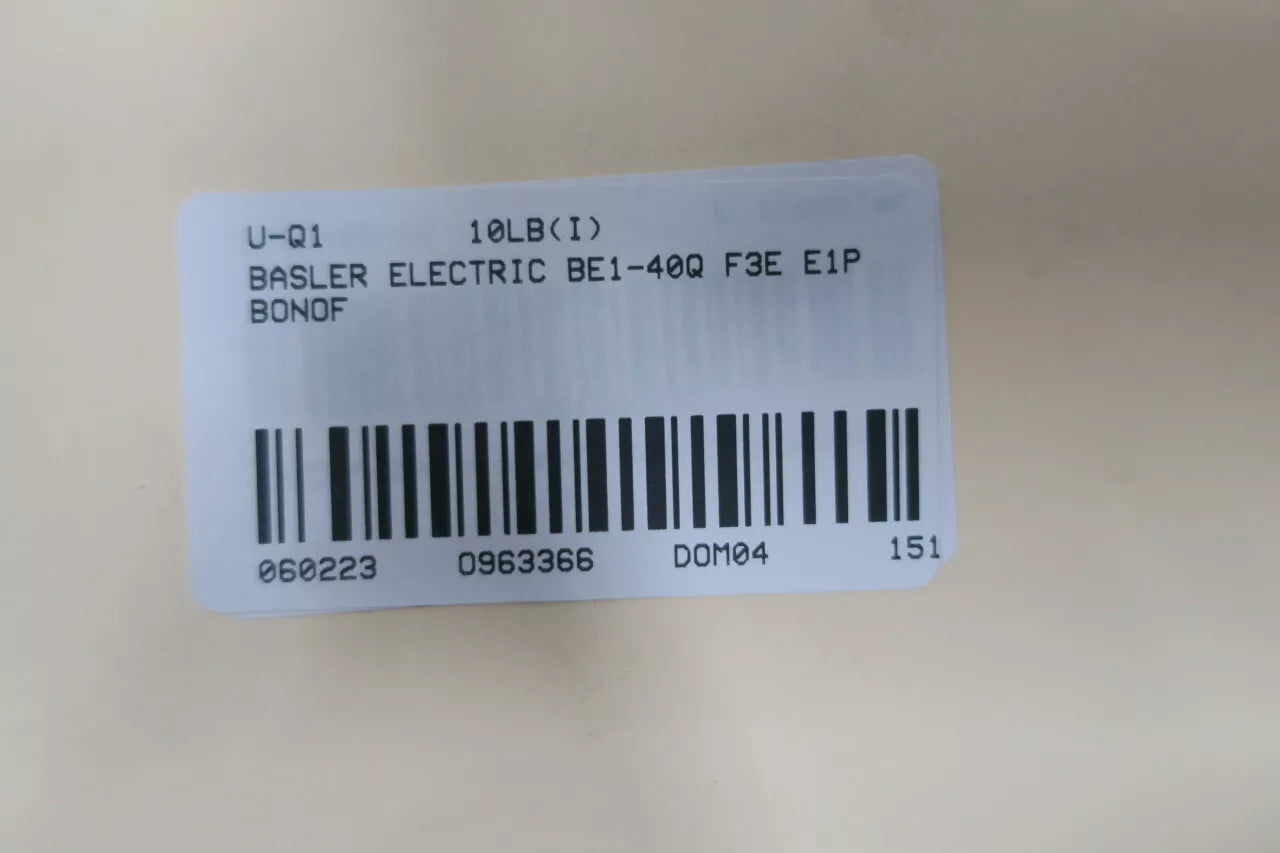 U-Q1 10LB(I)
BASLER ELECTRIC BE1-40Q F3E E1P
BONOF
060223 0963366 DOM04 151